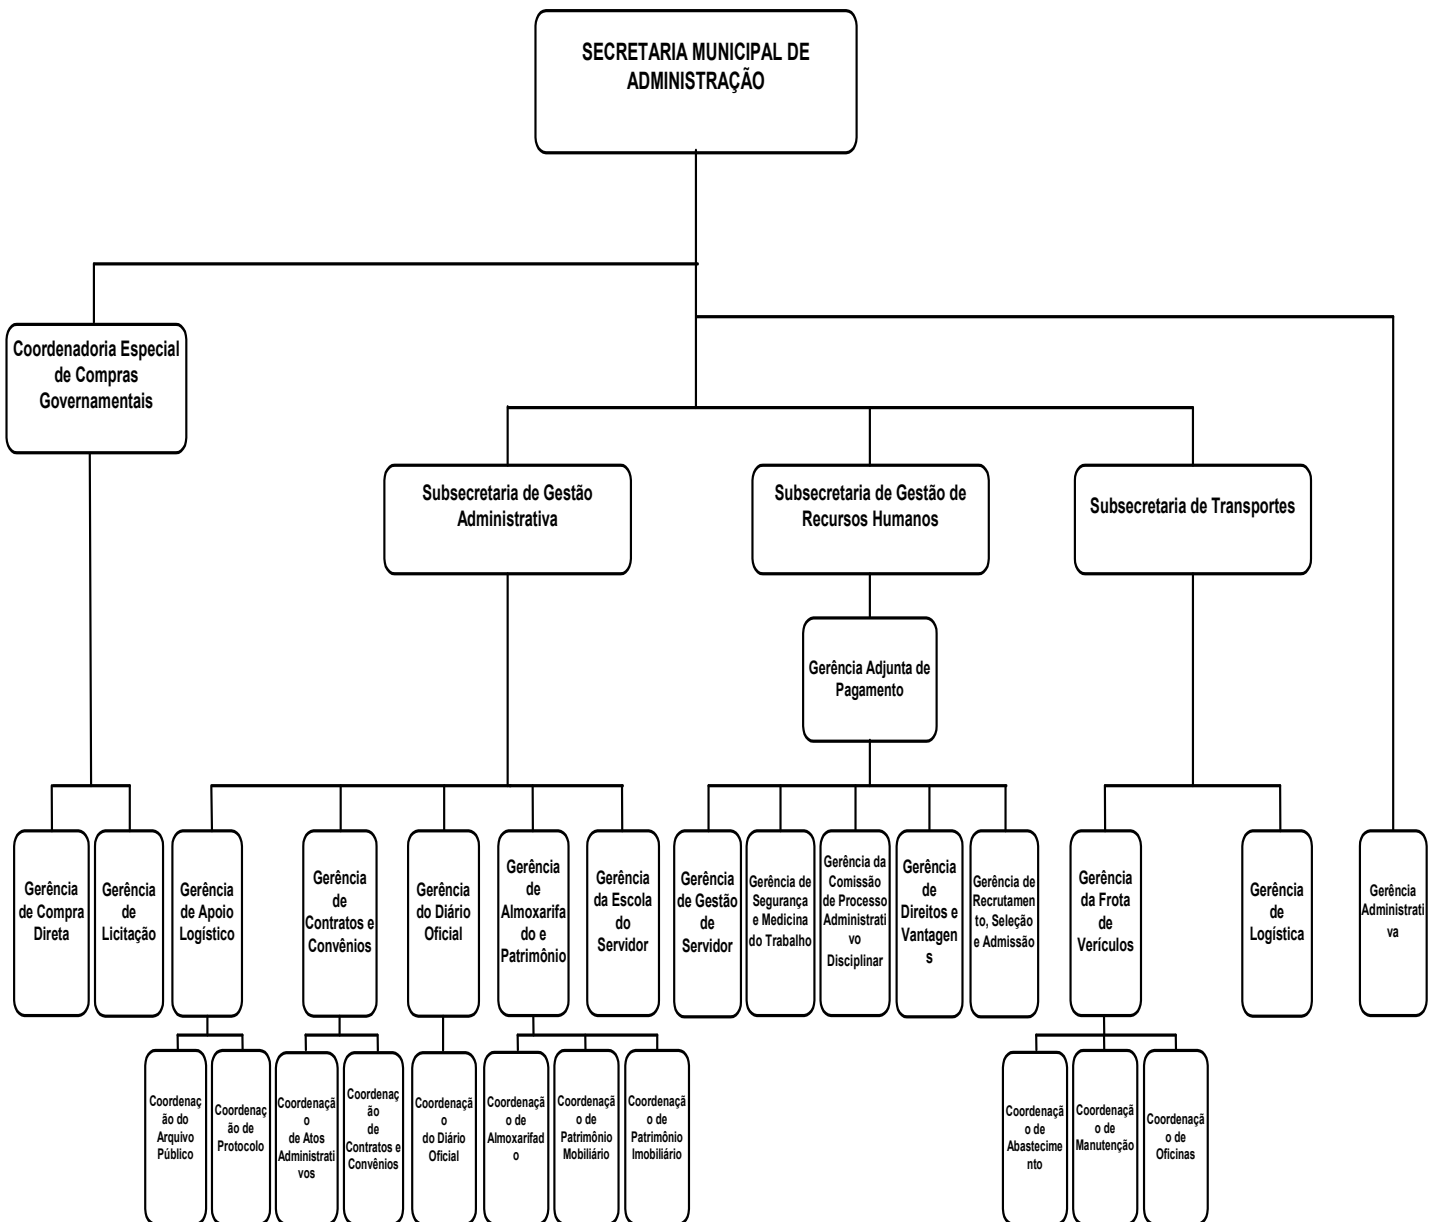 SECRETARIA MUNICIPAL DE
ADMINISTRAÇÃO
Coordenadoria Especial
de Compras
Governamentais
Subsecretaria de Gestão
Administrativa
Subsecretaria de Gestão de
Recursos Humanos
Subsecretaria de Transportes
Gerência Adjunta de
Pagamento
Gerência
de Compra
Direta
Gerência
de
Licitação
Gerência
de Apoio
Logístico
Gerência
de
Contratos e
Convênios
Gerência
do Diário
Oficial
Gerência
de
Almoxarifa
do e
Patrimônio
Gerência
da Escola
do
Servidor
Gerência
de Gestão
de
Servidor
Gerência de
Segurança
e Medicina
do Trabalho
Gerência da
Comissão
de Processo
Administrati
vo
Disciplinar
Gerência
de
Direitos e
Vantagen
s
Gerência de
Recrutamen
to, Seleção
e Admissão
Gerência
da Frota
de
Verículos
Gerência
de
Logística
Gerência
Administrati
va
Coordenaç
ão do
Arquivo
Público
Coordenaç
ão de
Protocolo
Coordenaçã
o
de Atos
Administrati
vos
Coordenaç
ão
de
Contratos e
Convênios
Coordenaçã
o
do Diário
Oficial
Coordenaçã
o de
Almoxarifad
o
Coordenaçã
o de
Patrimônio
Mobiliário
Coordenaçã
o de
Patrimônio
Imobiliário
Coordenaçã
o de
Abastecime
nto
Coordenaçã
o de
Manutenção
Coordenaçã
o de
Oficinas